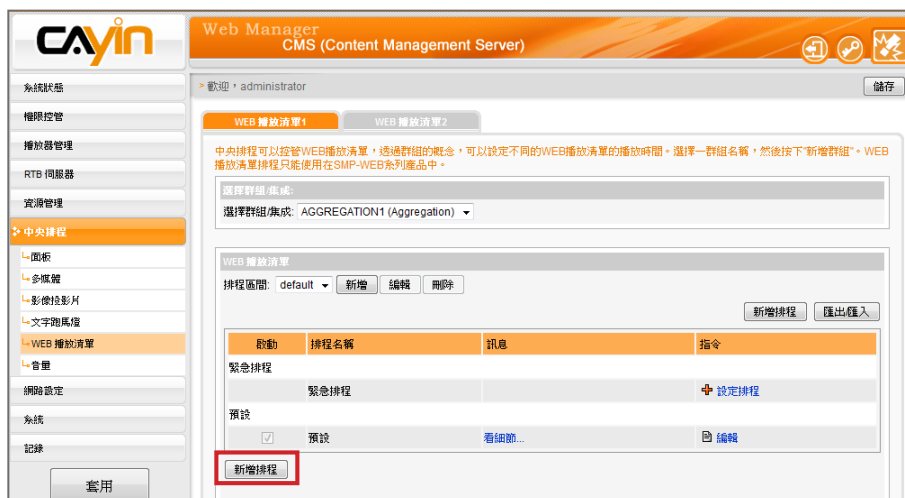 CAYIN
Web Manager
CMS (Content Management Server)
系統狀態
權限控管
播放器管理
RTB 伺服器
資源管理
中央排程
面板
多媒體
影像投影片
文字跑馬燈
WEB 播放清單
音量
網路設定
系統
記錄
套用
歡迎，administrator
儲存
WEB 播放清單1
WEB 播放清單2
中央排程可以控管WEB播放清單，透過群組的概念，可以設定不同的WEB播放清單的播放時間。選擇一群組名稱，然後按下"新增群組"。WEB
播放清單排程只能使用在SMP-WEB系列產品中。
選擇群組/集成:
選擇群組/集成: AGGREGATION1 (Aggregation)
WEB 播放清單
排程區間: default 新增 編輯 刪除
新增排程 匯出/匯入
啟動 排程名稱 訊息 指令
緊急排程
緊急排程 設定排程
預設
預設 看細節... 編輯
新增排程